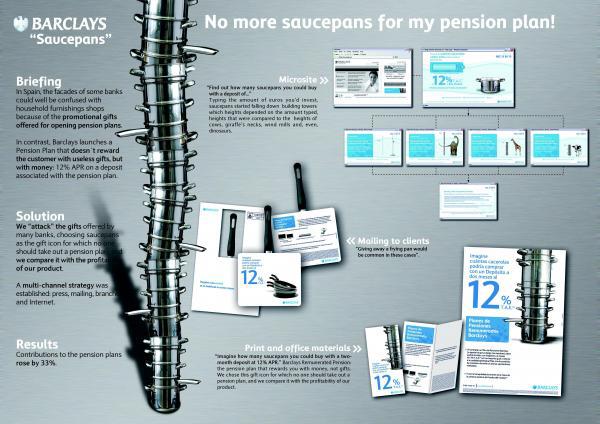 BARCLAYS
"Saucepans"
No more saucepans for my pension plan!
Briefing
In Spain, the facades of some banks
could well be confused with
household furnishings shops
because of the promotional gifts
offered for opening pension plans.
In contrast, Barclays launches a
Pension Plan that doesn´t reward
the customer with useless gifts, but
with money: 12% APR on a deposit
associated with the pension plan.
Solution
We "attack" the gifts offered by
many banks, choosing saucepans
as the gift icon for which no one
should take out a pension plan, and
we compare it with the profitability
of our product.
A multi-channel strategy was
established: press, mailing, branches
and Internet.
Results
Contributions to the pension plans
rose by 33%.
Microsite
"Find out how many saucepans you could buy
with a deposit of..."
Typing the amount of euros you'd invest,
saucepans started falling down building towers
which heights depended on the amount typed,
heights that were compared to the heights of
cows, giraffe's necks, wind mills and, even,
dinosaurs.
12%
Mailing to clients
"Giving away a frying pan would
be common in these cases".
12%
BARCLAYS
Print and office materials
"Imagine how many saucepans you could buy with a two-
month deposit at 12% APR." Barclays Remunerated Pension:
the pension plan that rewards you with money, not gifts.
We chose this gift icon for which no one should take out a
pension plan, and we compare it with the profitability of our
product.
12%
Imagine
cuántas cacerolas
podría comprar
con un Depósito a
dos meses al
12%
T.A.E.
Planes de
Pensiones
Remunerados
Barclays
BARCLAYS